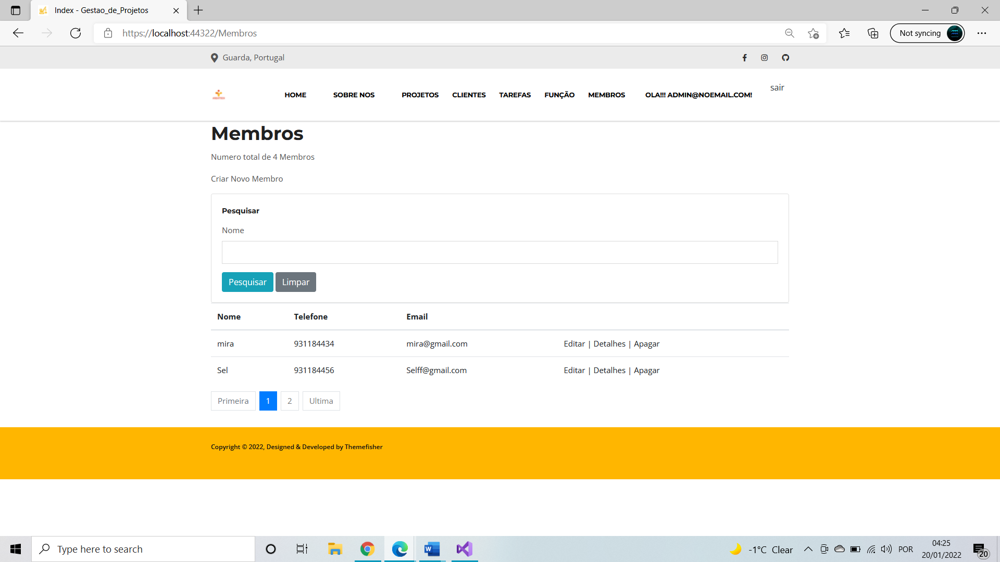 Index - Gestao_de_Projetos
https://localhost:44322/Membros
Not syncing
Guarda, Portugal
HOME SOBRE NOS PROJETOS CLIENTES TAREFAS FUNÇÃO MEMBROS OLA!!! ADMIN@NOEMAIL.COM! sair
Membros
Numero total de 4 Membros
Criar Novo Membro
Pesquisar
Nome
Pesquisar Limpar
Nome Telefone Email
mira 931184434 mira@gmail.com Editar | Detalhes | Apagar
Sel 931184456 Selff@gmail.com Editar | Detalhes | Apagar
Primeira 1 2 Ultima
Copyright © 2022, Designed & Developed by Themefisher
Type here to search
-1°C Clear
POR
04:25
20/01/2022
20